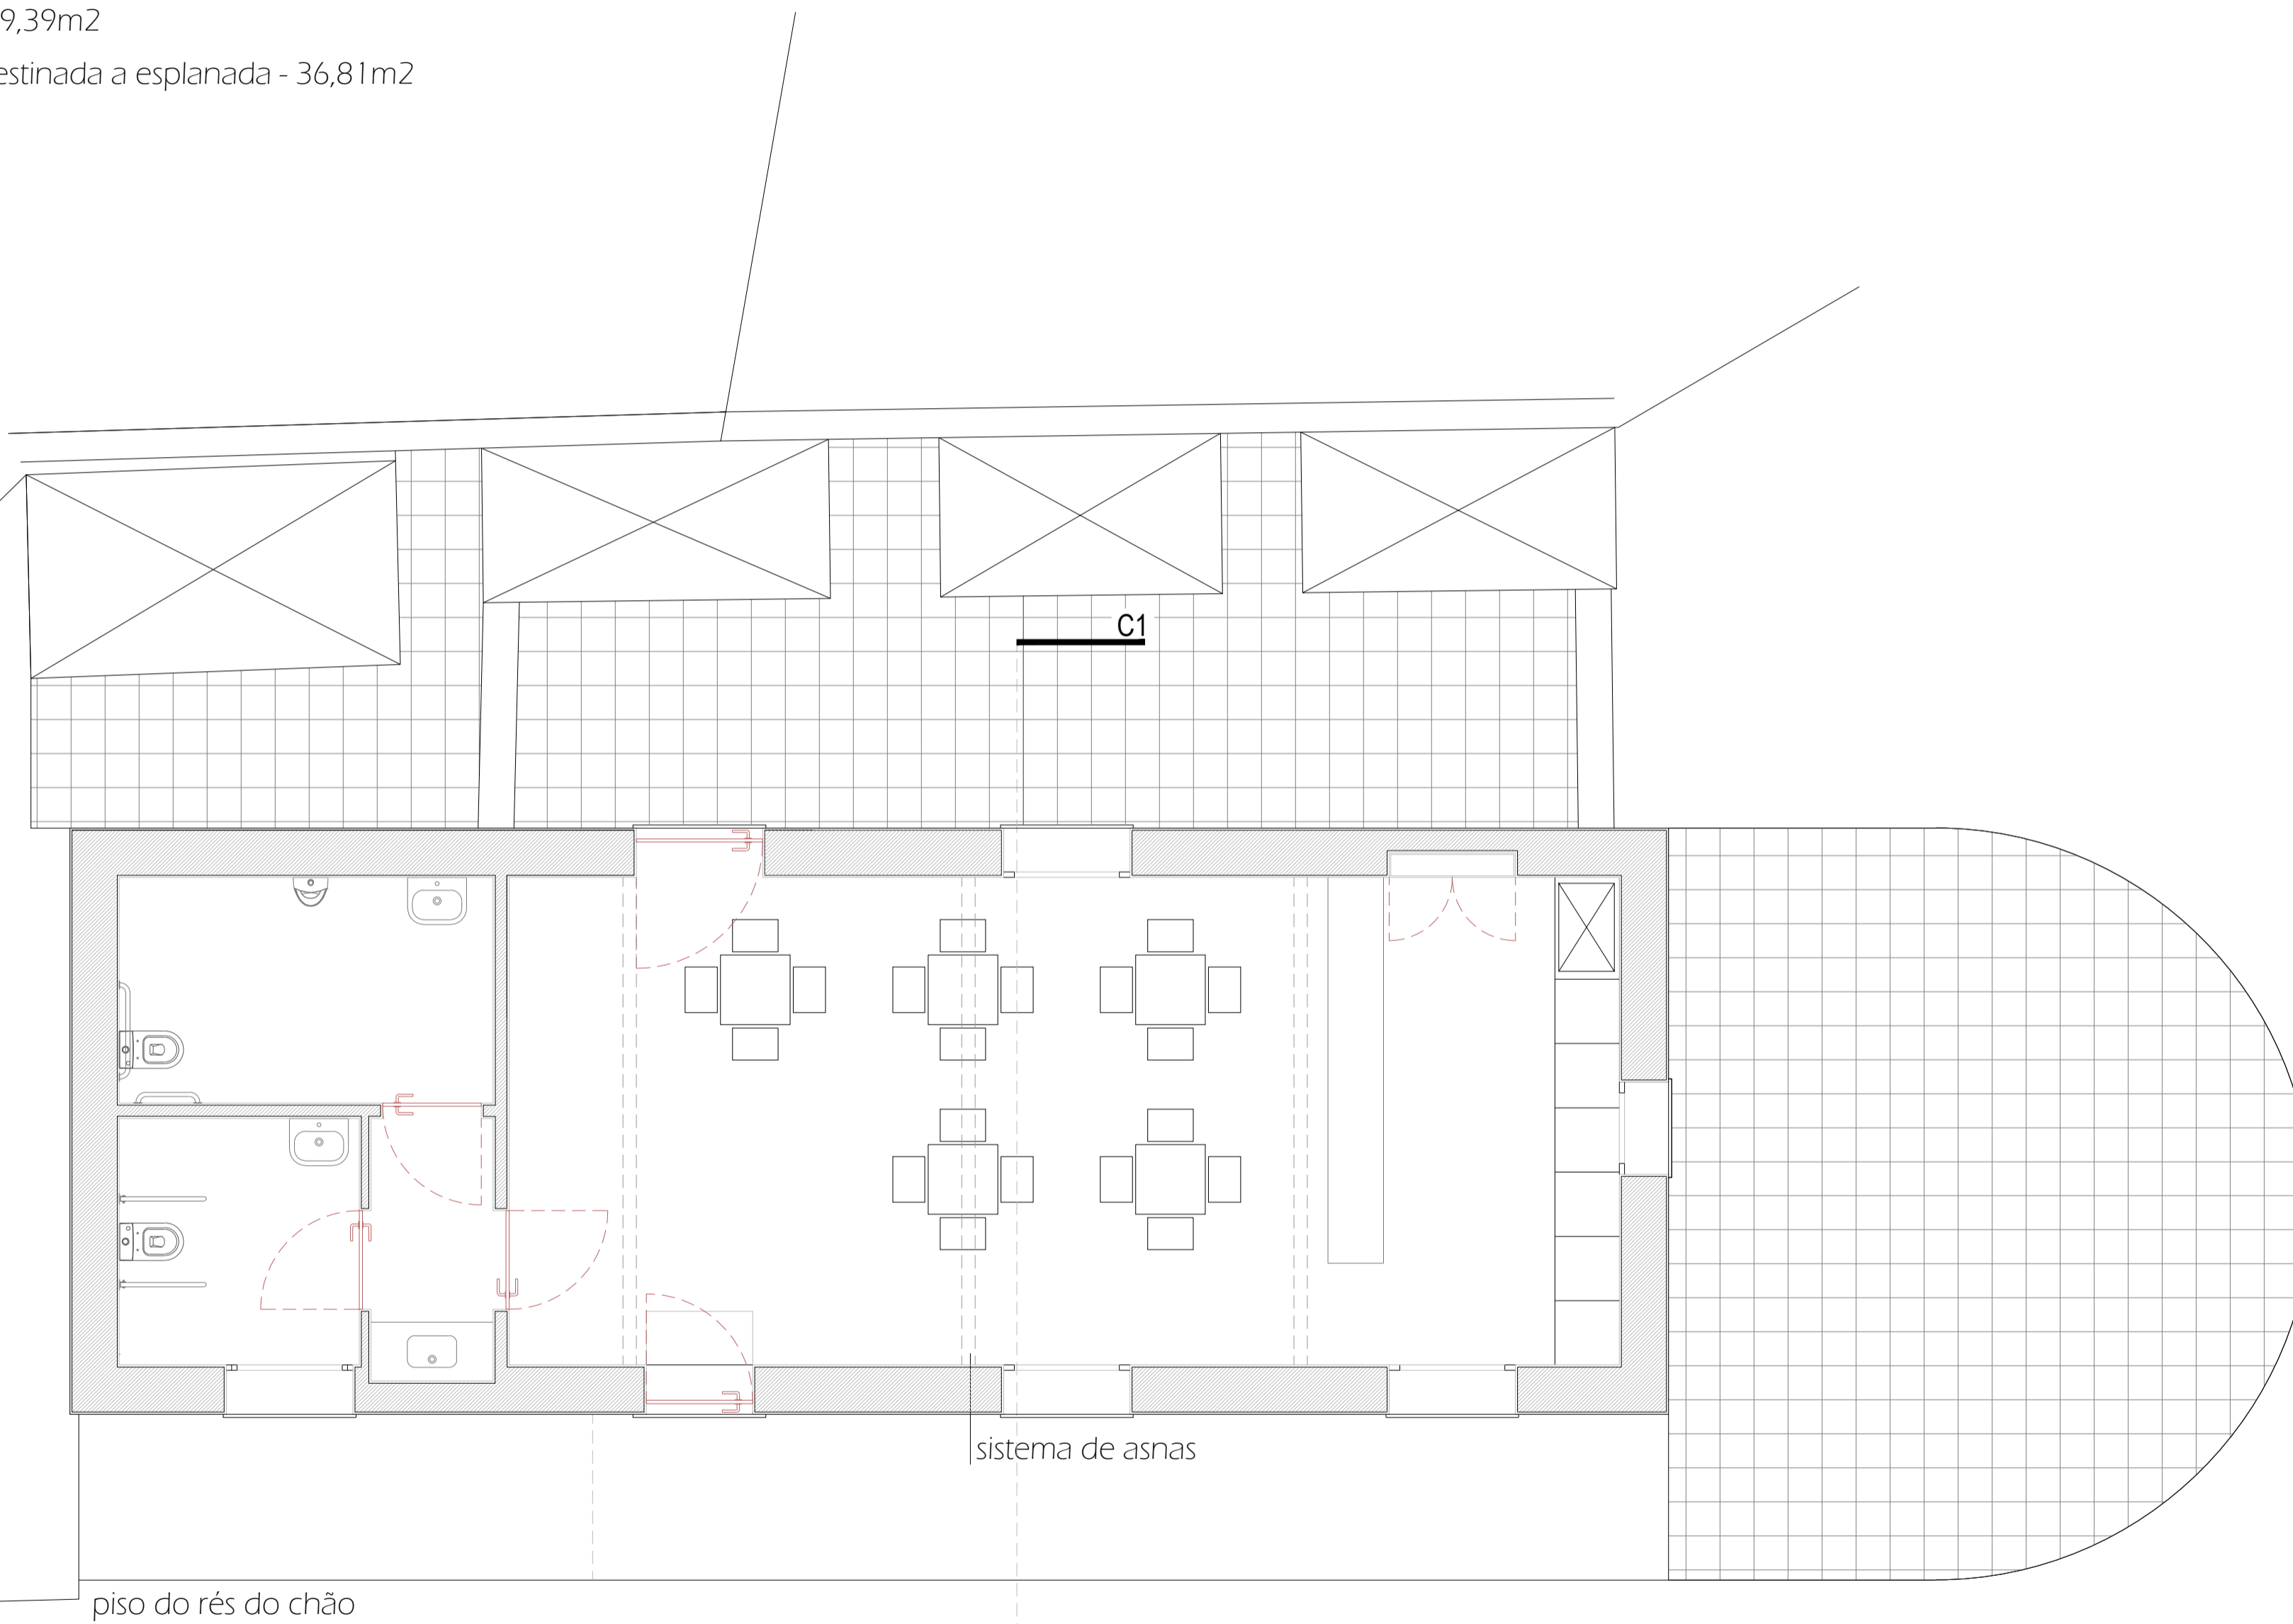 9,39m2
estinada a esplanada - 36,81m2
C1
sistema de asnas
piso do rés do chão